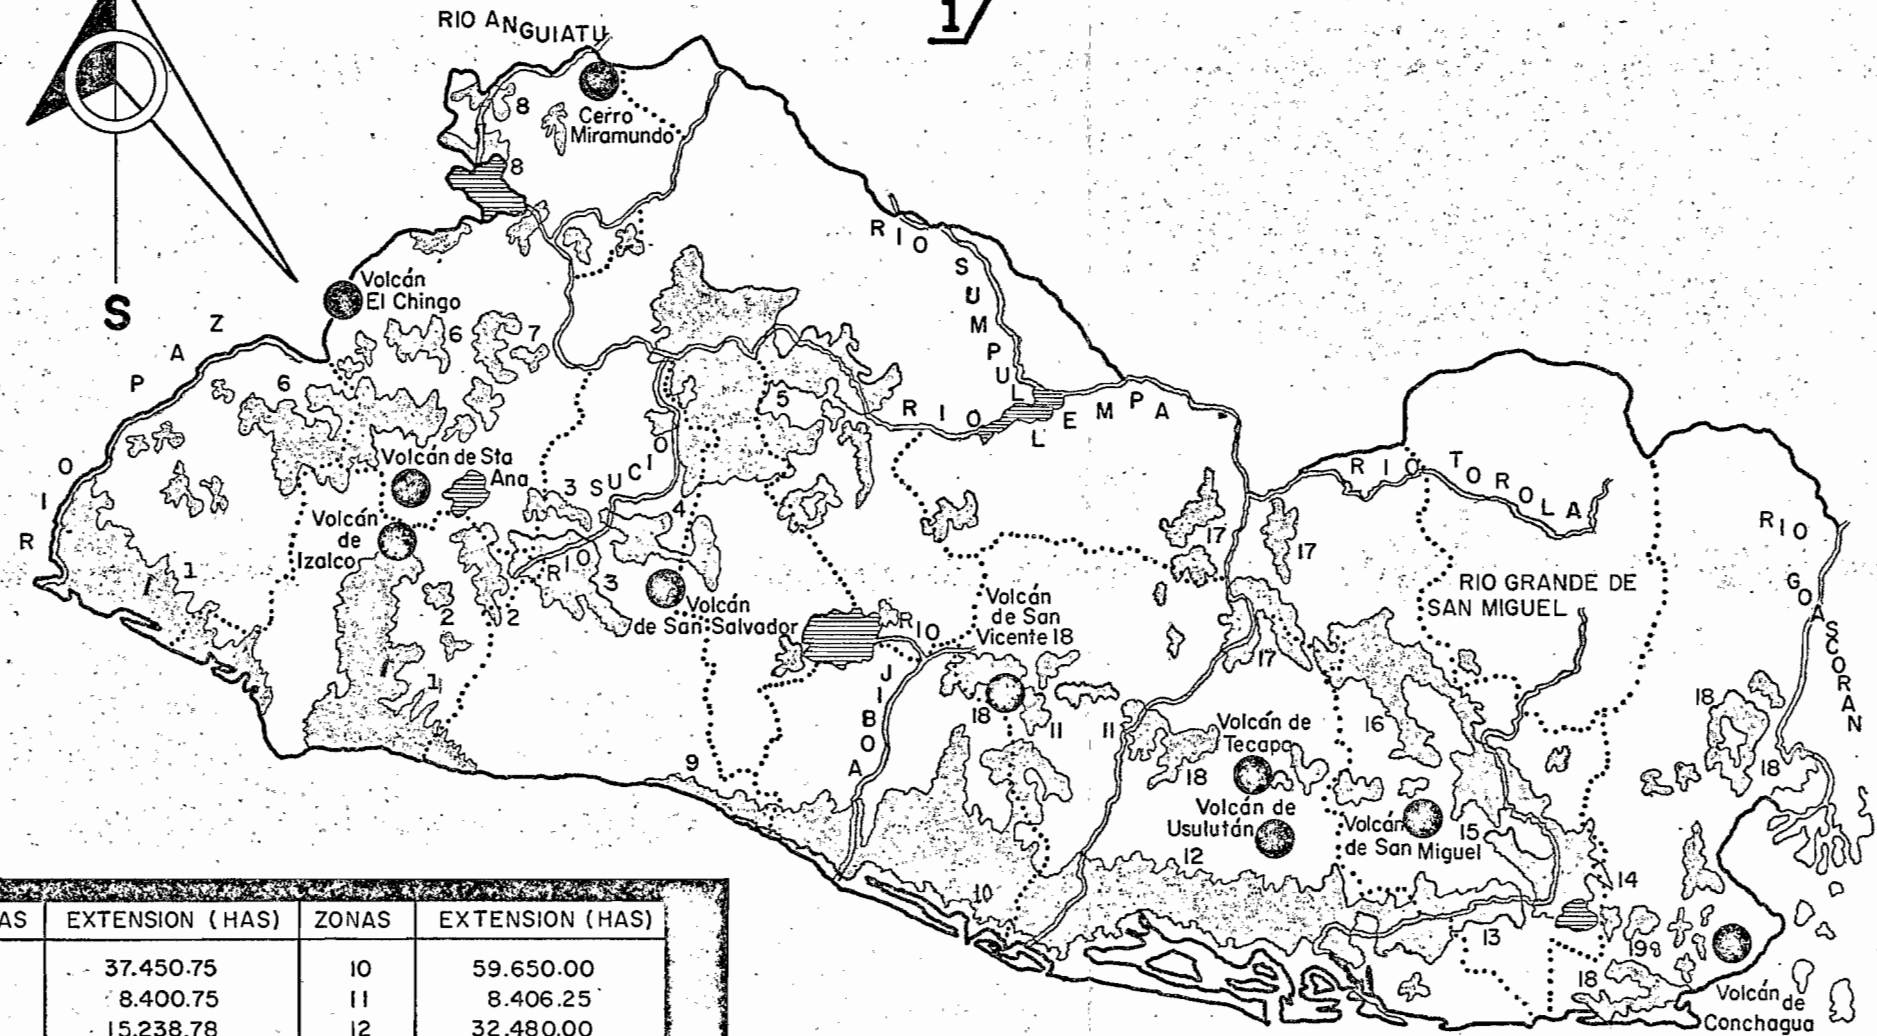 1/
RIO ANGUIATU
8
Cerro
Miramundo
8
RIO SUMPUL
Volcán
El Chingo
S
RIO PAZ
6
7
6
5
RIO LEMPA
Volcán de Sta
Ana
3
RIO SUCIO
4
RIO TOROLA
Volcán
de
Izalco
17
17
RIO GOASCORAN
1
1
2
2
3
Volcán
de San Salvador
RIO GRANDE DE
SAN MIGUEL
RIO JIBOA
Volcán
de San
Vicente 18
17
1
1
18
11
11
16
18
Volcán de
Tecapa
18
18
9
Volcán de
Usulután
Volcán
de San Miguel
15
12
10
14
13
18
Volcán de
Conchagua
AS EXTENSION (HAS) ZONAS EXTENSION (HAS)
37.450.75 10 59.650.00
8.400.75 11 8.406.25
15.238.78 12 32.480.00